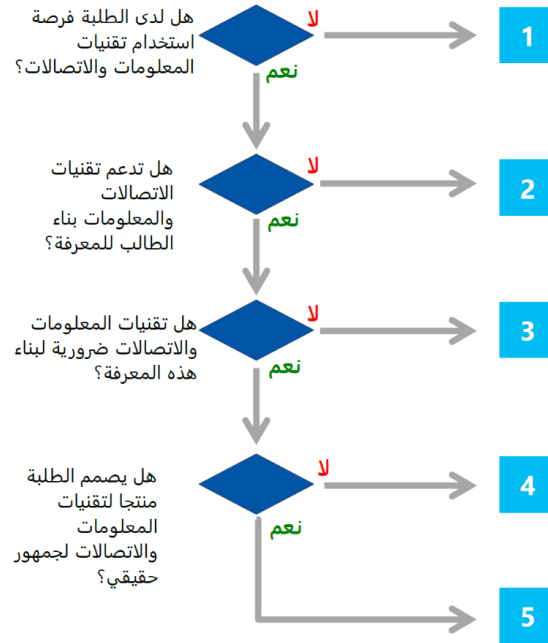 هل لدى الطلبة فرصة
استخدام تقنيات
المعلومات والاتصالات؟
لا
نعم
1
هل تدعم تقنيات
الاتصالات
والمعلومات بناء
الطالب للمعرفة؟
لا
نعم
2
هل تقنيات المعلومات
والاتصالات ضرورية لبناء
هذه المعرفة؟
لا
نعم
3
هل يصمم الطلبة
منتجا لتقنيات
المعلومات
والاتصالات لجمهور
حقيقي؟
لا
نعم
4
5